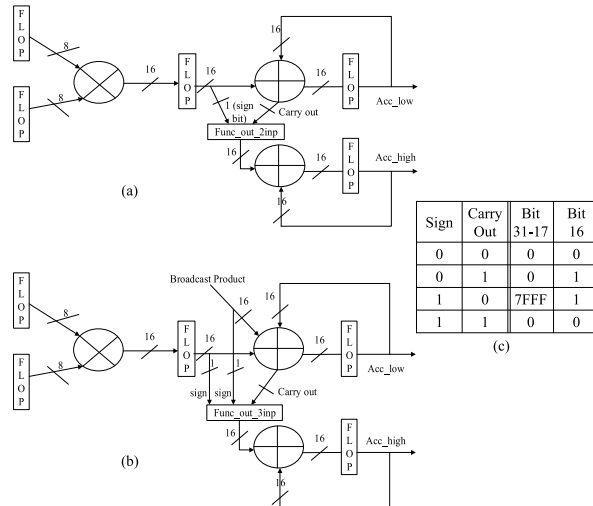 F L O P
8
F L O P
8
16
F L O P
16
16
16
F L O P
Acc_low
1 (sign bit)
Carry out
Func_out_2inp
16
16
F L O P
Acc_high
16
(a)
Sign | Carry Out | Bit 31-17 | Bit 16
0 | 0 | 0 | 0
0 | 1 | 0 | 1
1 | 0 | 7FFF | 1
1 | 1 | 0 | 0
(c)
Broadcast Product
F L O P
8
F L O P
8
16
F L O P
16
16
16
16
F L O P
Acc_low
1
1
sign
sign
Carry out
Func_out_3inp
16
16
F L O P
Acc_high
16
(b)